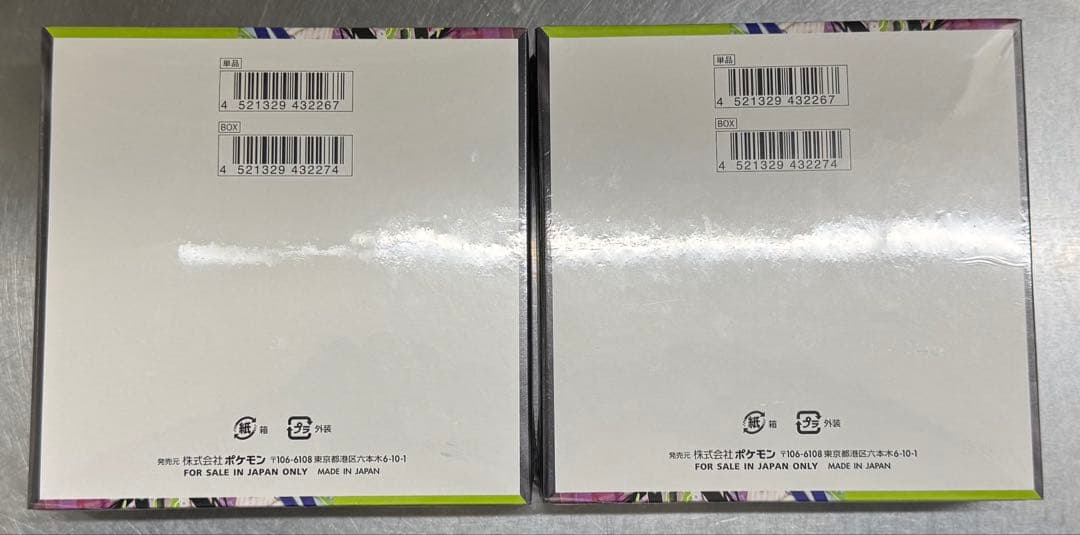 単品
4 521329 432267
BOX
4 521329 432274
紙 箱 プラ 外装
発売元 株式会社ポケモン 〒106-6108 東京都港区六本木6-10-1
FOR SALE IN JAPAN ONLY MADE IN JAPAN
単品
4 521329 432267
BOX
4 521329 432274
紙 箱 プラ 外装
発売元 株式会社ポケモン 〒106-6108 東京都港区六本木6-10-1
FOR SALE IN JAPAN ONLY MADE IN JAPAN